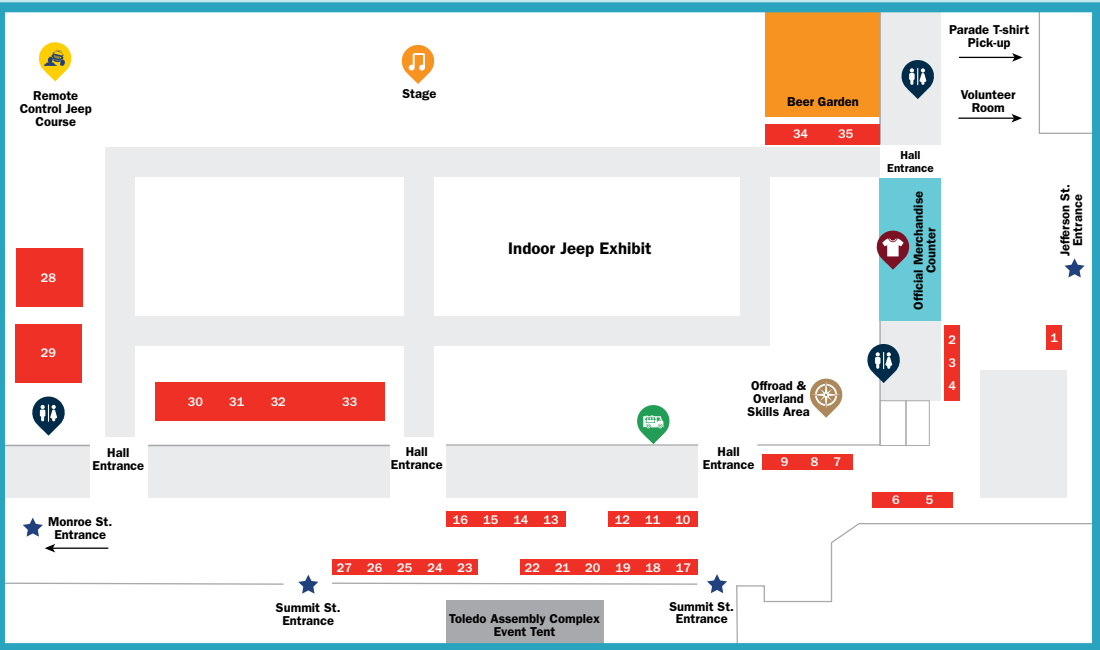 Remote
Control Jeep
Course
Stage
Beer Garden
34 35
Parade T-shirt
Pick-up
Volunteer
Room
Hall
Entrance
Indoor Jeep Exhibit
Official Merchandise
Counter
Jefferson St.
Entrance
28
29
1
2
3
4
30 31 32 33
Offroad &
Overland
Skills Area
Hall
Entrance
Hall
Entrance
Hall
Entrance
9 8 7
6 5
Monroe St.
Entrance
16 15 14 13
12 11 10
27 26 25 24 23
22 21 20 19 18 17
Summit St.
Entrance
Toledo Assembly Complex
Event Tent
Summit St.
Entrance